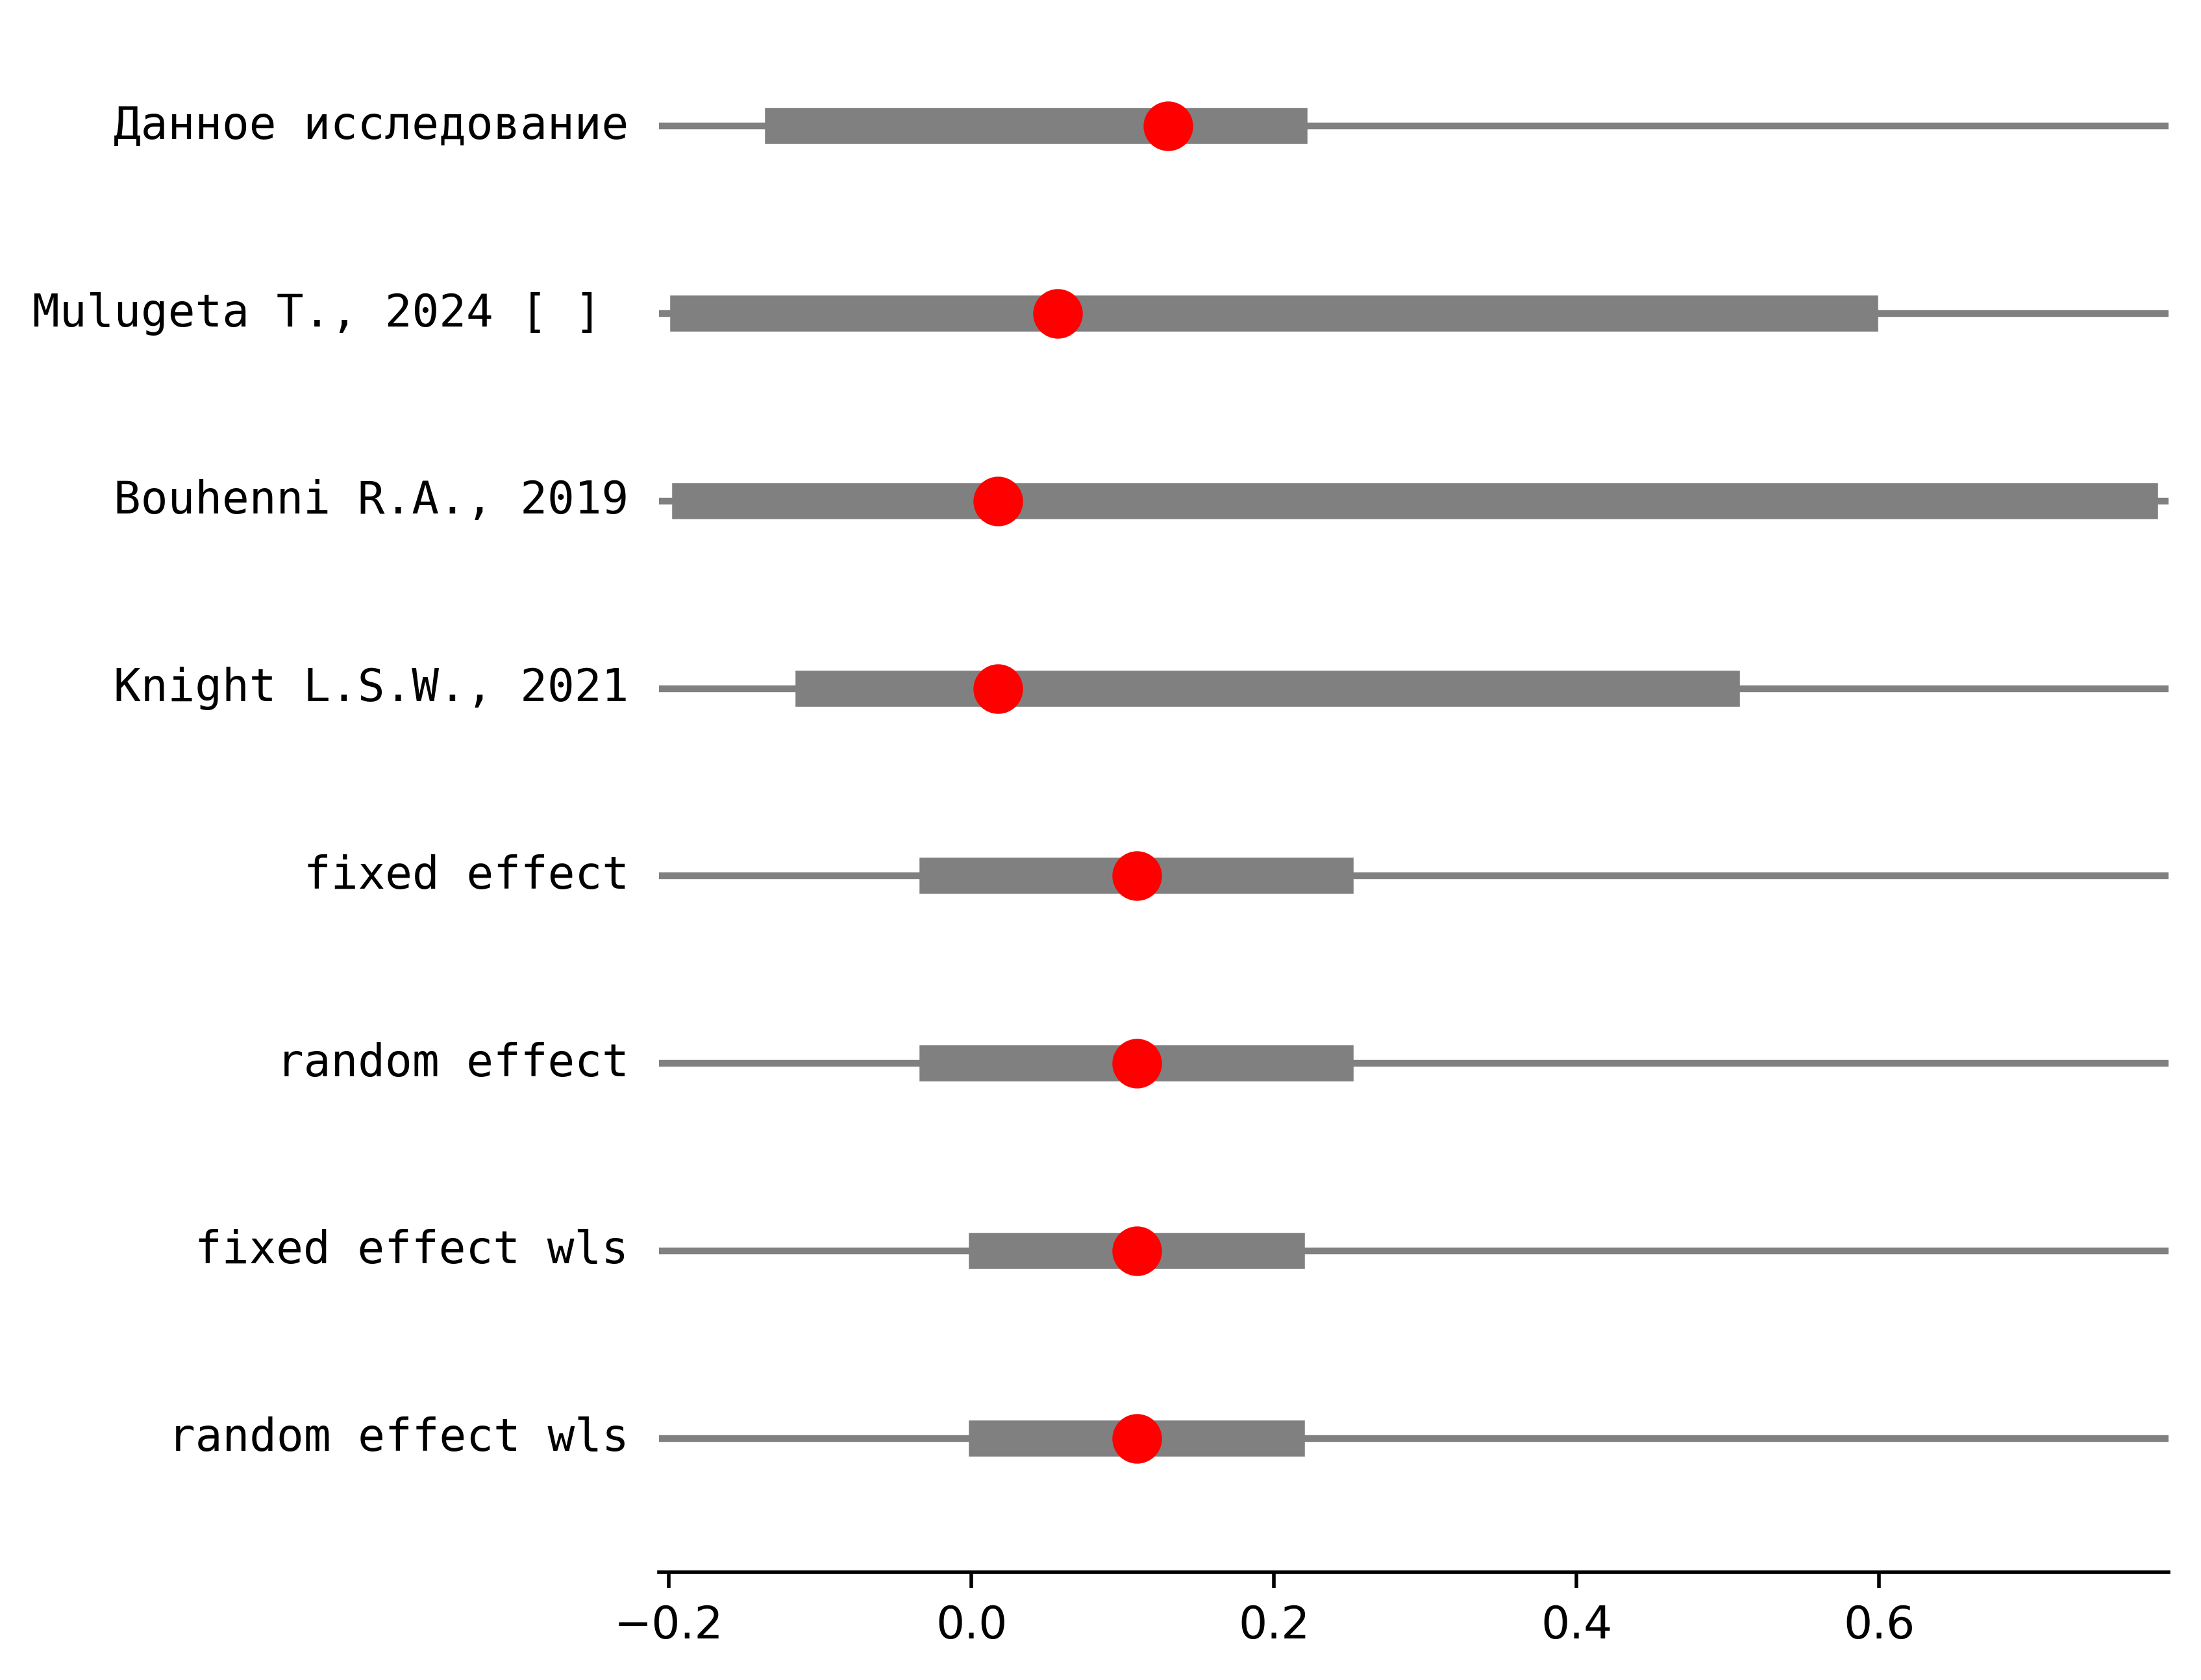 Данное исследование
Mulugeta T., 2024 [ ]
Bouhenni R.A., 2019
Knight L.S.W., 2021
fixed effect
random effect
fixed effect wls
random effect wls
−0.2 0.0 0.2 0.4 0.6